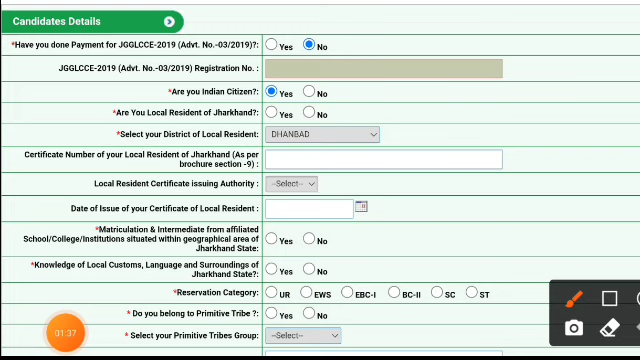 Candidates Details
*Have you done Payment for JGGLCCE-2019 (Advt. No.-03/2019)?: Yes No
JGGLCCE-2019 (Advt. No.-03/2019) Registration No. :
*Are you Indian Citizen?: Yes No
*Are You Local Resident of Jharkhand?: Yes No
*Select your District of Local Resident: DHANBAD
Certificate Number of your Local Resident of Jharkhand (As per
brochure section -9) :
Local Resident Certificate issuing Authority : --Select--
Date of Issue of your Certificate of Local Resident :
*Matriculation & Intermediate from affiliated
School/College/Institutions situated within geographical area of
Jharkhand State: Yes No
*Knowledge of Local Customs, Language and Surroundings of
Jharkhand State?: Yes No
*Reservation Category: UR EWS EBC-I BC-II SC ST
* Do you belong to Primitive Tribe?: Yes No
* Select your Primitive Tribes Group: --Select--
01:37